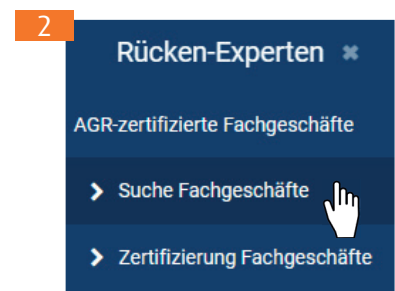 2
Rücken-Experten ×
AGR-zertifizierte Fachgeschäfte
Suche Fachgeschäfte
Zertifizierung Fachgeschäfte